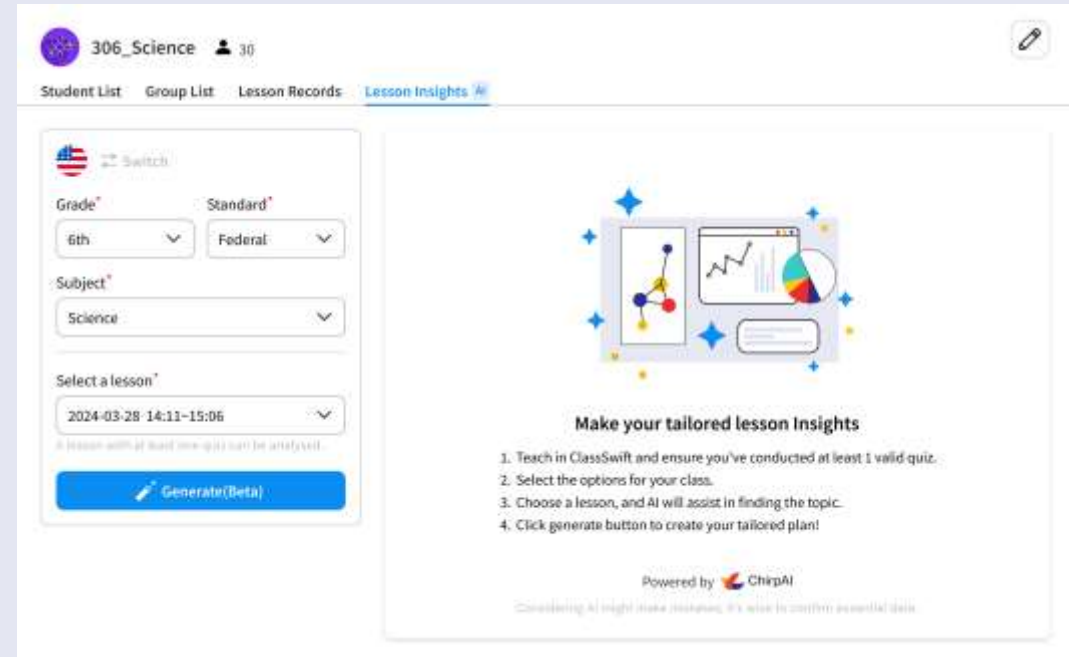 306_Science 30
Student List Group List Lesson Records Lesson Insights AI
Switch
Grade* Standard*
6th Federal
Subject*
Science
Select a lesson*
2024-03-28 14:11~15:06
A lesson with at least one quiz can be analysed.
Generate(Beta)
Make your tailored lesson Insights
1. Teach in ClassSwift and ensure you've conducted at least 1 valid quiz.
2. Select the options for your class.
3. Choose a lesson, and AI will assist in finding the topic.
4. Click generate button to create your tailored plan!
Powered by ChirpAI
Considering AI might make mistakes, it's wise to confirm essential data.